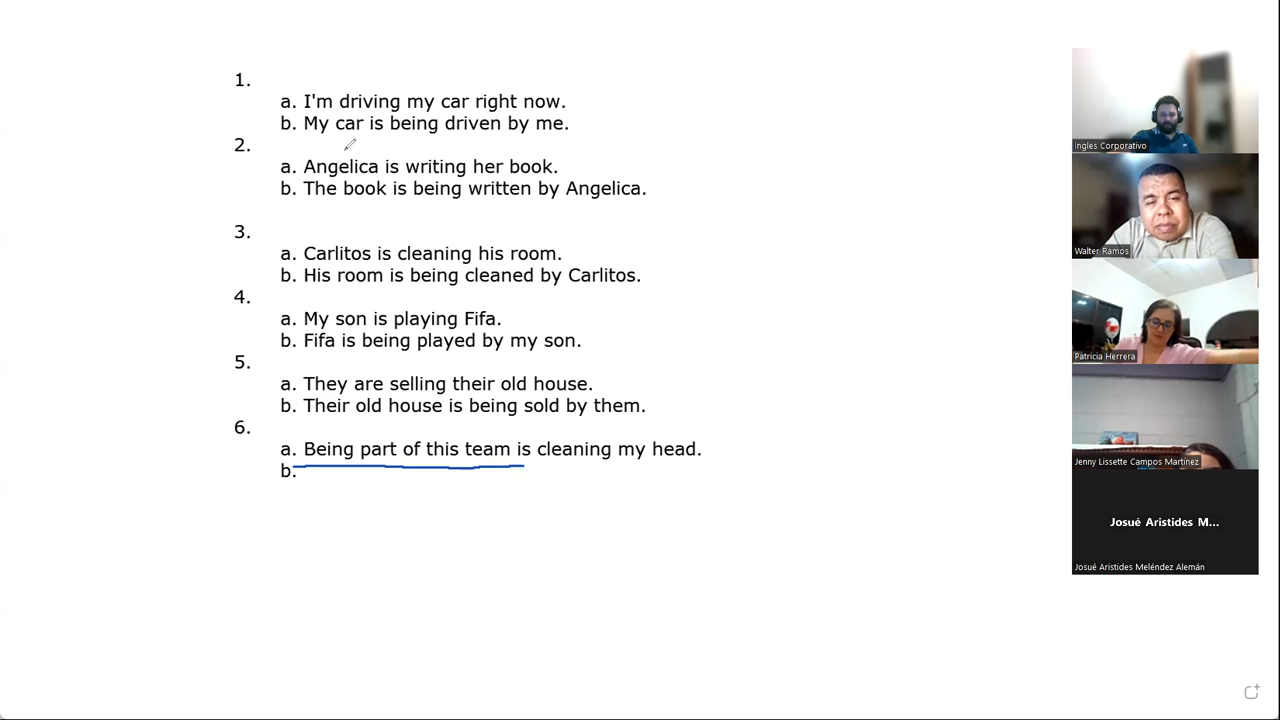 1.
a. I'm driving my car right now.
b. My car is being driven by me.
2.
a. Angelica is writing her book.
b. The book is being written by Angelica.
3.
a. Carlitos is cleaning his room.
b. His room is being cleaned by Carlitos.
4.
a. My son is playing Fifa.
b. Fifa is being played by my son.
5.
a. They are selling their old house.
b. Their old house is being sold by them.
6.
a. Being part of this team is cleaning my head.
b.
Ingles Corporativo
Walter Ramos
Patricia Herrera
Jenny Lissette Campos Martínez
Josué Aristides M...
Josué Aristides Meléndez Alemán